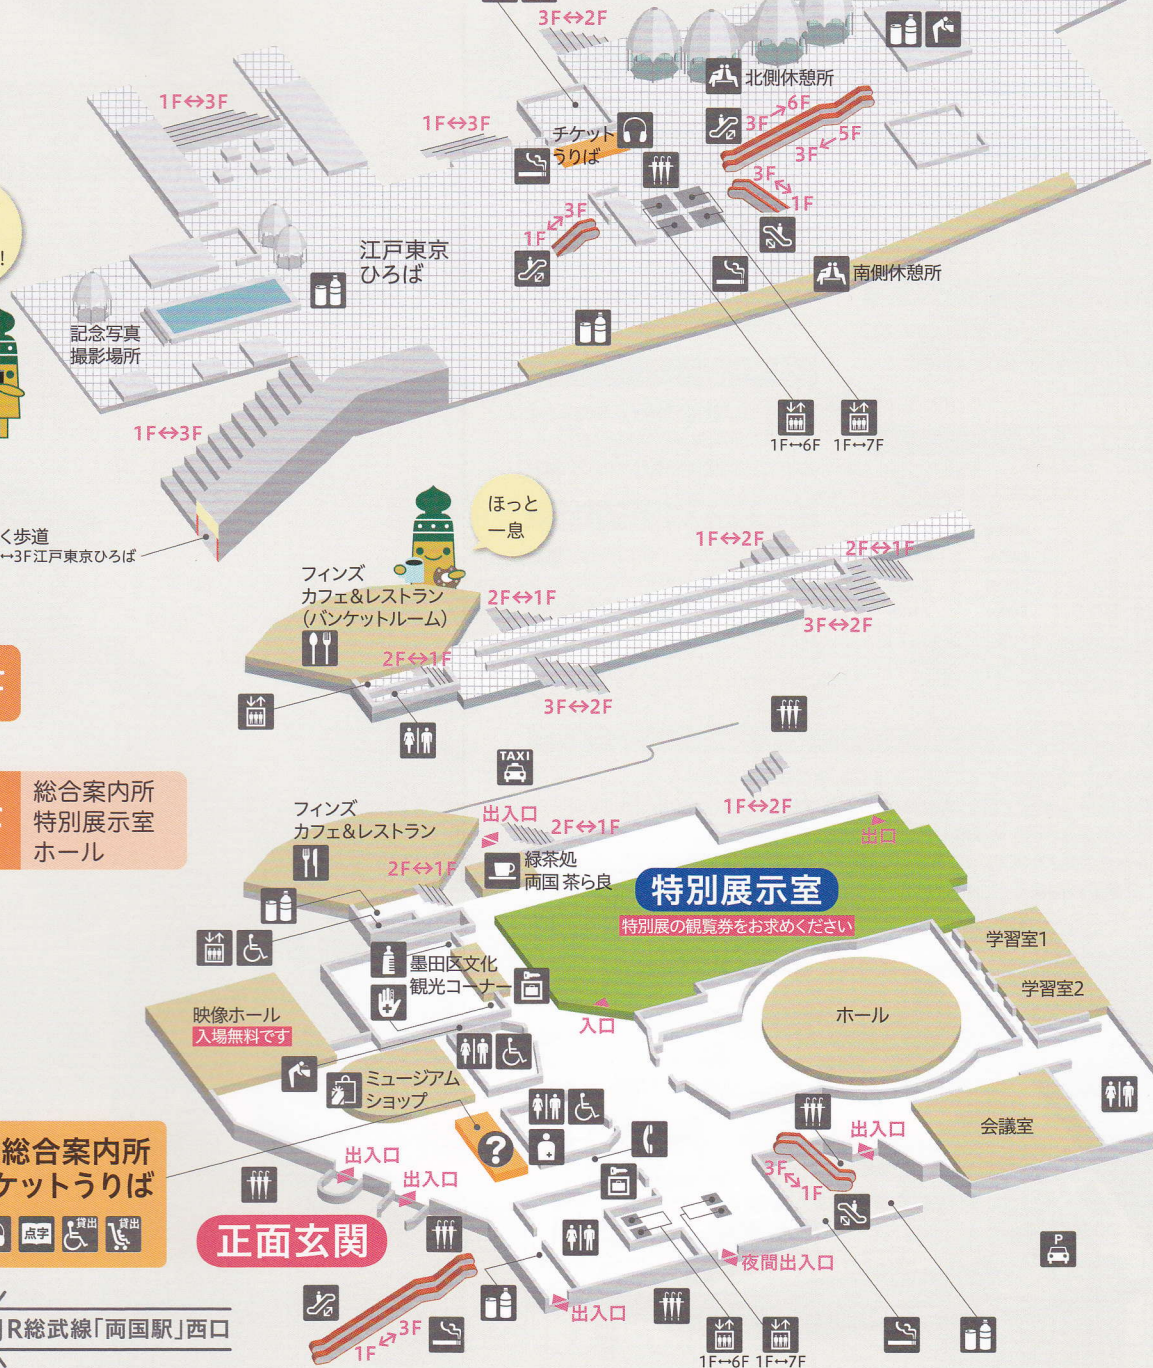 3F↔2F
北側休憩所
1F↔3F
3F→6F
3F←5F
1F↔3F
チケット
うりば
3F↔1F
3F
1F
江戸東京
ひろば
南側休憩所
記念写真
撮影場所
!
1F↔3F
1F↔6F
1F↔7F
く歩道
↔3F江戸東京ひろば
ほっと
一息
フィンズ
カフェ&レストラン
(バンケットルーム)
1F↔2F
2F↔1F
2F↔1F
3F↔2F
2F↔1F
3F↔2F
TAXI
総合案内所
特別展示室
ホール
フィンズ
カフェ&レストラン
出入口
2F↔1F
1F↔2F
出口
2F↔1F
緑茶処
両国 茶ら良
特別展示室
特別展の観覧券をお求めください
学習室1
学習室2
墨田区文化
観光コーナー
入口
ホール
映像ホール
入場無料です
ミュージアム
ショップ
?
会議室
総合案内所
ケットうりば
点字
貸出
貸出
出入口
出入口
出入口
3F↔1F
正面玄関
夜間出入口
P
出入口
1F↔3F
1F↔6F
1F↔7F
R総武線「両国駅」西口